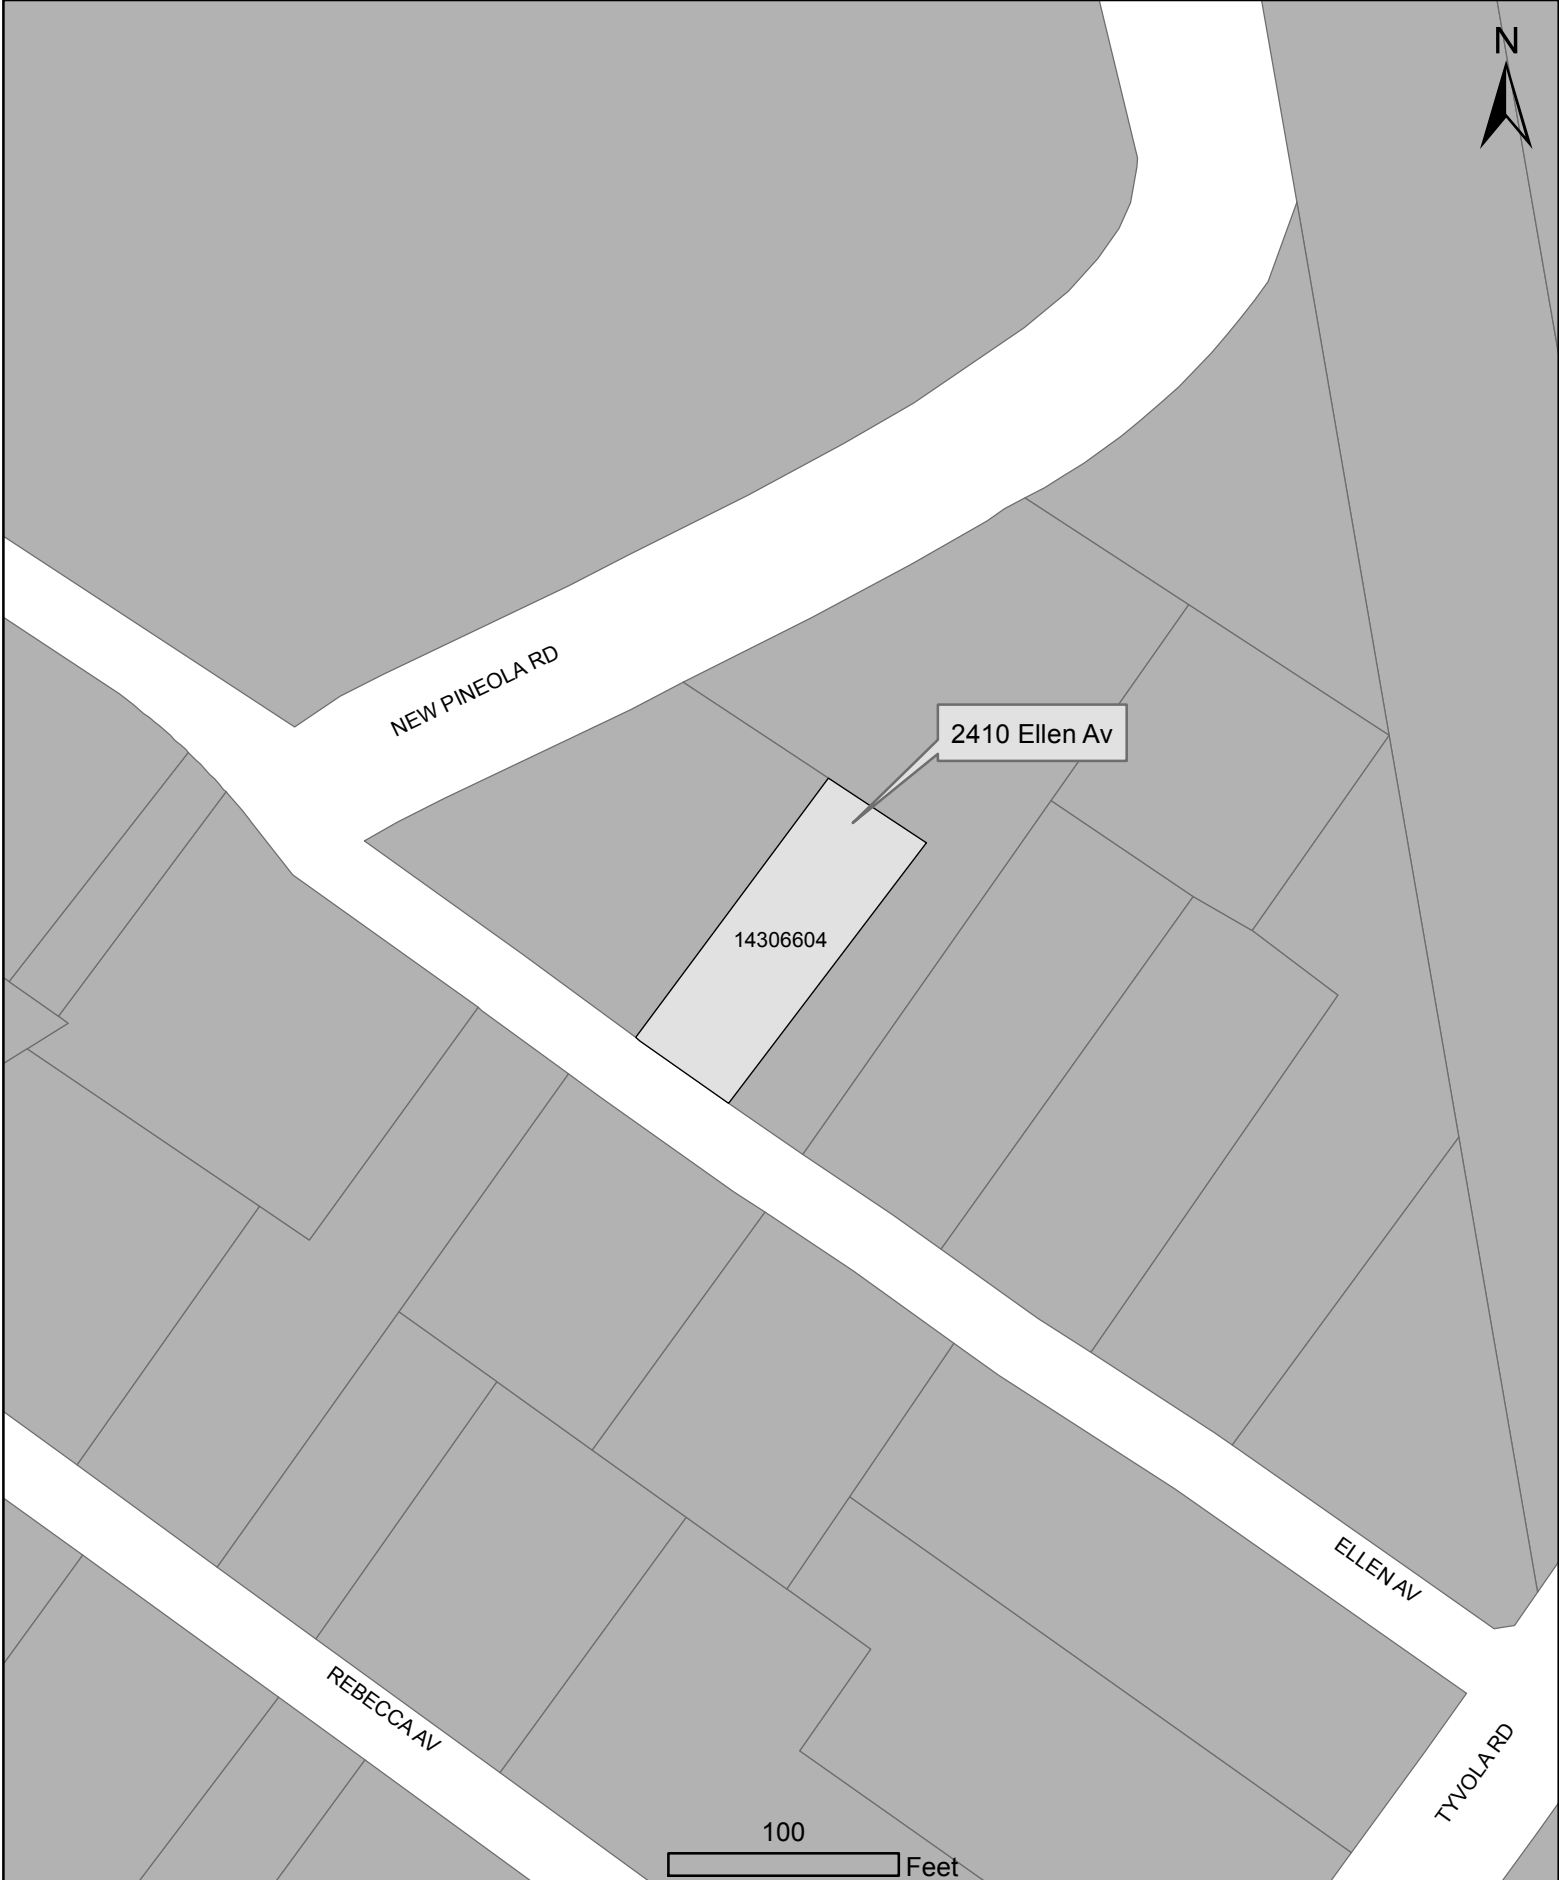 N
NEW PINEOLA RD
2410 Ellen Av
14306604
ELLEN AV
REBECCA AV
TYVOLA RD
100
Feet